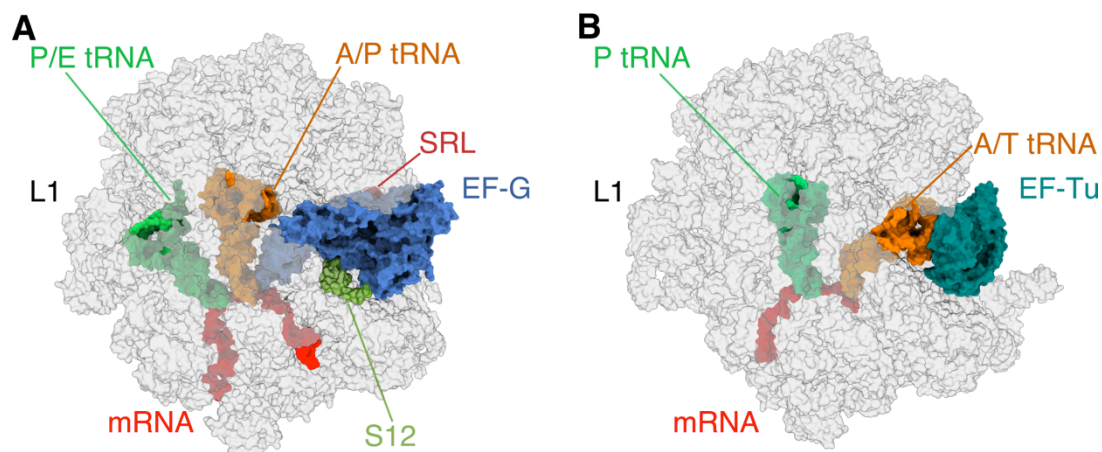 A
P/E tRNA
A/P tRNA
SRL
L1
EF-G
mRNA
S12
B
P tRNA
A/T tRNA
L1
EF-Tu
mRNA